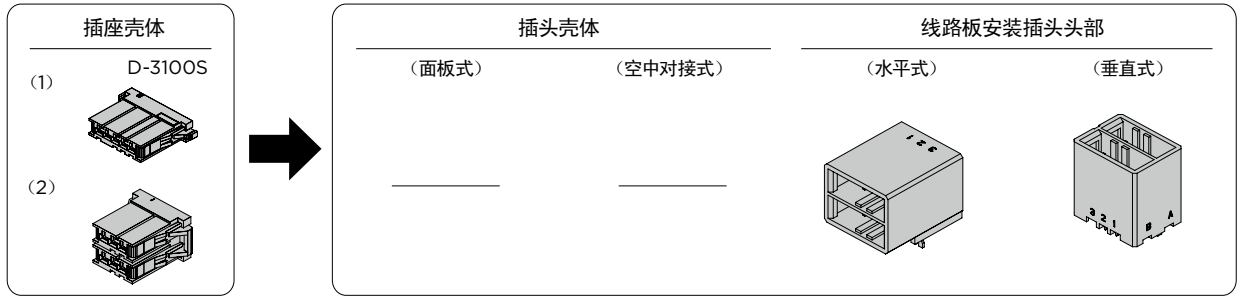 插座壳体
D-3100S
（1）
（2）
插头壳体
线路板安装插头头部
（面板式）
（空中对接式）
（水平式）
（垂直式）
3 2 1
3 2 1
B
A